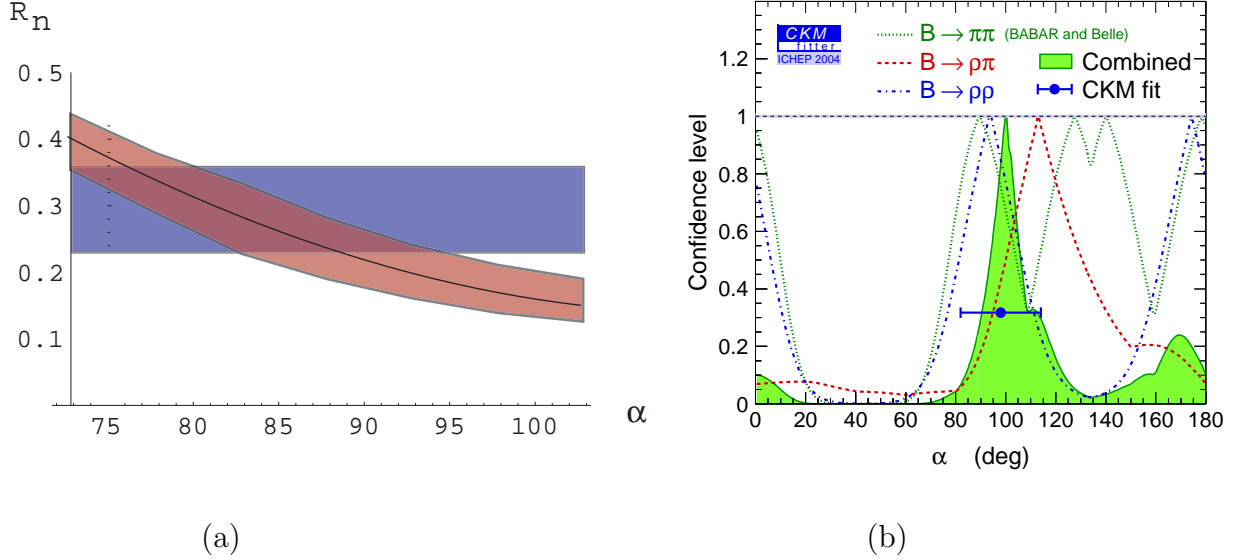 R_n
0.5
0.4
0.3
0.2
0.1
75 80 85 90 95 100
α
(a)
CKM
fitter
ICHEP 2004
B → ππ (BABAR and Belle)
B → ρπ
B → ρρ
Combined
CKM fit
Confidence level
1.2
1
0.8
0.6
0.4
0.2
0
0 20 40 60 80 100 120 140 160 180
α (deg)
(b)